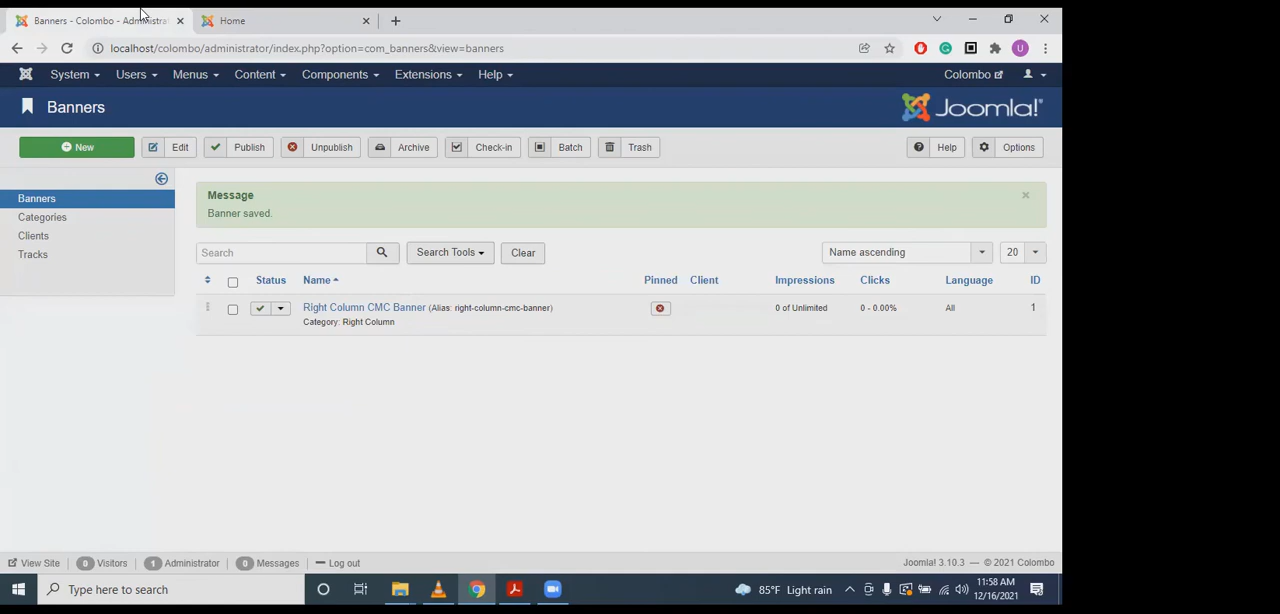 Banners - Colombo - Administra
Home
localhost/colombo/administrator/index.php?option=com_banners&view=banners
U
System
Users
Menus
Content
Components
Extensions
Help
Colombo
Banners
Joomla!
New
Edit
Publish
Unpublish
Archive
Check-in
Batch
Trash
Help
Options
Banners
Categories
Clients
Tracks
Message
Banner saved.
Search
Search Tools
Clear
Name ascending
20
Status
Name
Pinned
Client
Impressions
Clicks
Language
ID
Right Column CMC Banner (Alias: right-column-cmc-banner)
Category: Right Column
0 of Unlimited
0 - 0.00%
All
1
View Site
0 Visitors
1 Administrator
0 Messages
Log out
Joomla! 3.10.3 — © 2021 Colombo
Type here to search
85°F Light rain
11:58 AM
12/16/2021